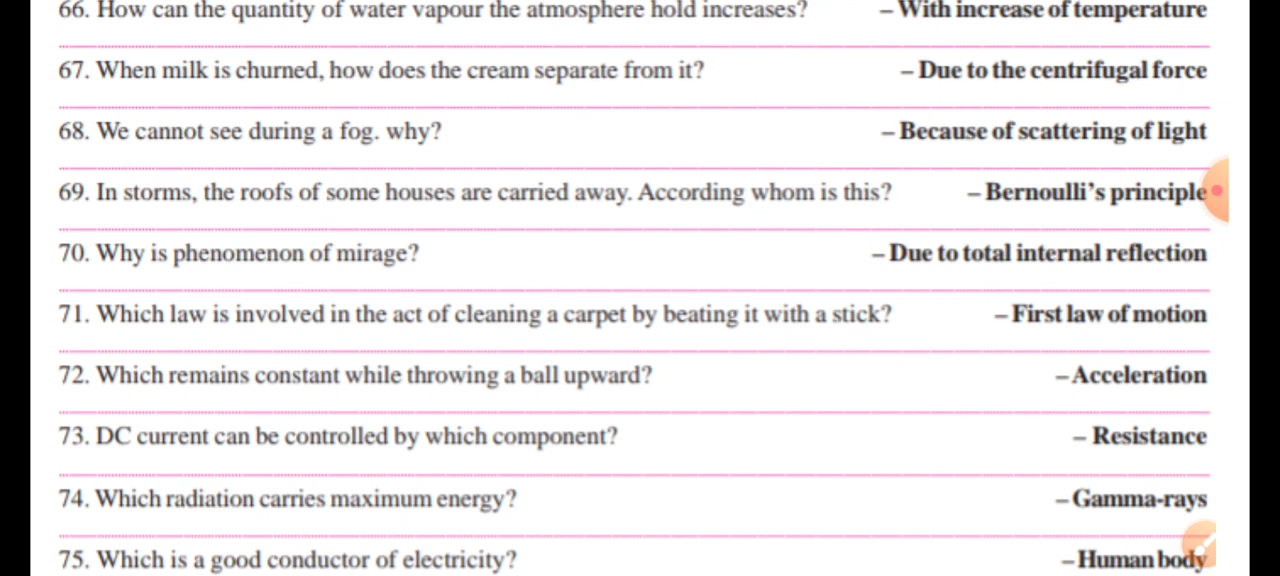 66. How can the quantity of water vapour the atmosphere hold increases? – With increase of temperature
67. When milk is churned, how does the cream separate from it? – Due to the centrifugal force
68. We cannot see during a fog. why? – Because of scattering of light
69. In storms, the roofs of some houses are carried away. According whom is this? – Bernoulli's principle
70. Why is phenomenon of mirage? – Due to total internal reflection
71. Which law is involved in the act of cleaning a carpet by beating it with a stick? – First law of motion
72. Which remains constant while throwing a ball upward? – Acceleration
73. DC current can be controlled by which component? – Resistance
74. Which radiation carries maximum energy? – Gamma-rays
75. Which is a good conductor of electricity? – Human body